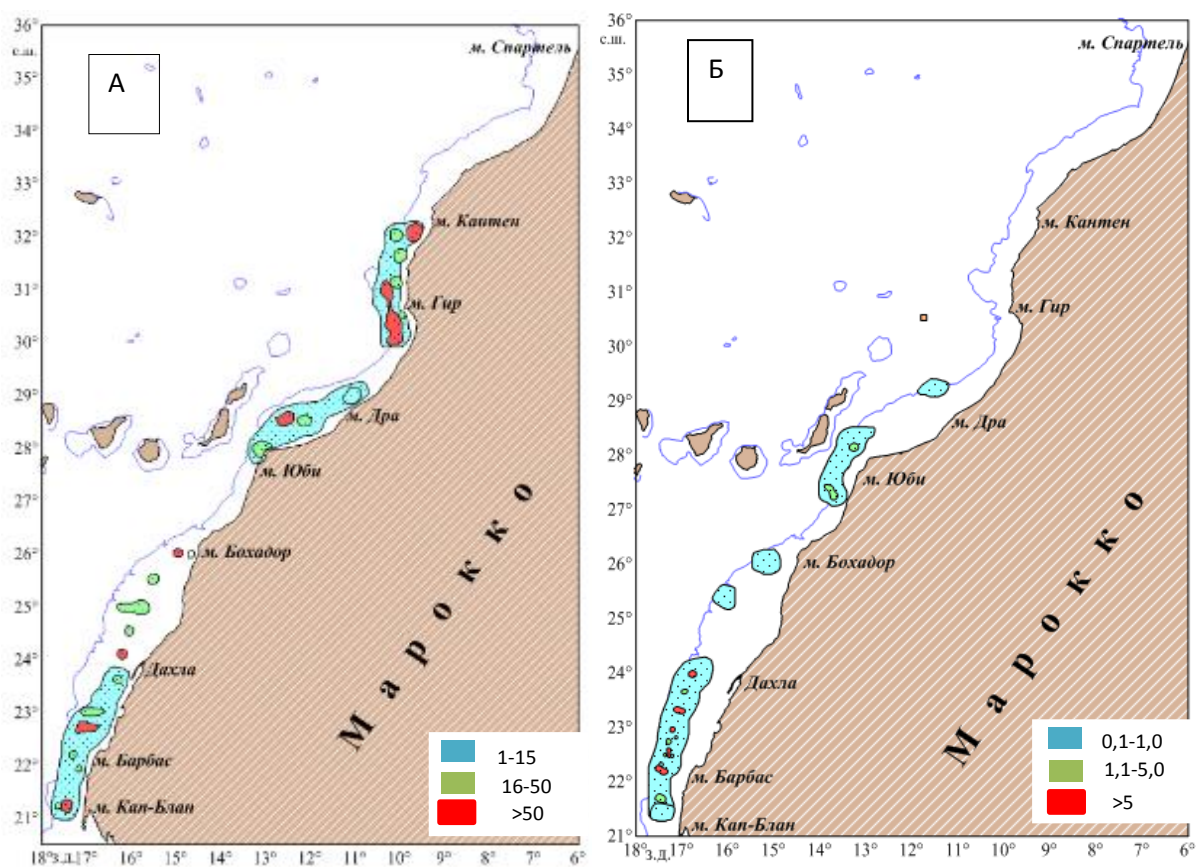 А
36°
с.ш.
35°
34°
33°
32°
31°
30°
29°
28°
27°
26°
25°
24°
23°
22°
21°
18°з.д.17° 16° 15° 14° 13° 12° 11° 10° 9° 8° 7° 6°
м. Спартель
м. Кантен
м. Гир
м. Дра
м. Юби
м. Бохадор
Дахла
м. Барбас
м. Кап-Блан
Марокко
1-15
16-50
>50
Б
36°
с.ш.
35°
34°
33°
32°
31°
30°
29°
28°
27°
26°
25°
24°
23°
22°
21°
18° з.д. 17° 16° 15° 14° 13° 12° 11° 10° 9° 8° 7° 6°
м. Спартель
м. Кантен
м. Гир
м. Дра
м. Юби
м. Бохадор
Дахла
м. Барбас
м. Кап-Блан
Марокко
0,1-1,0
1,1-5,0
>5